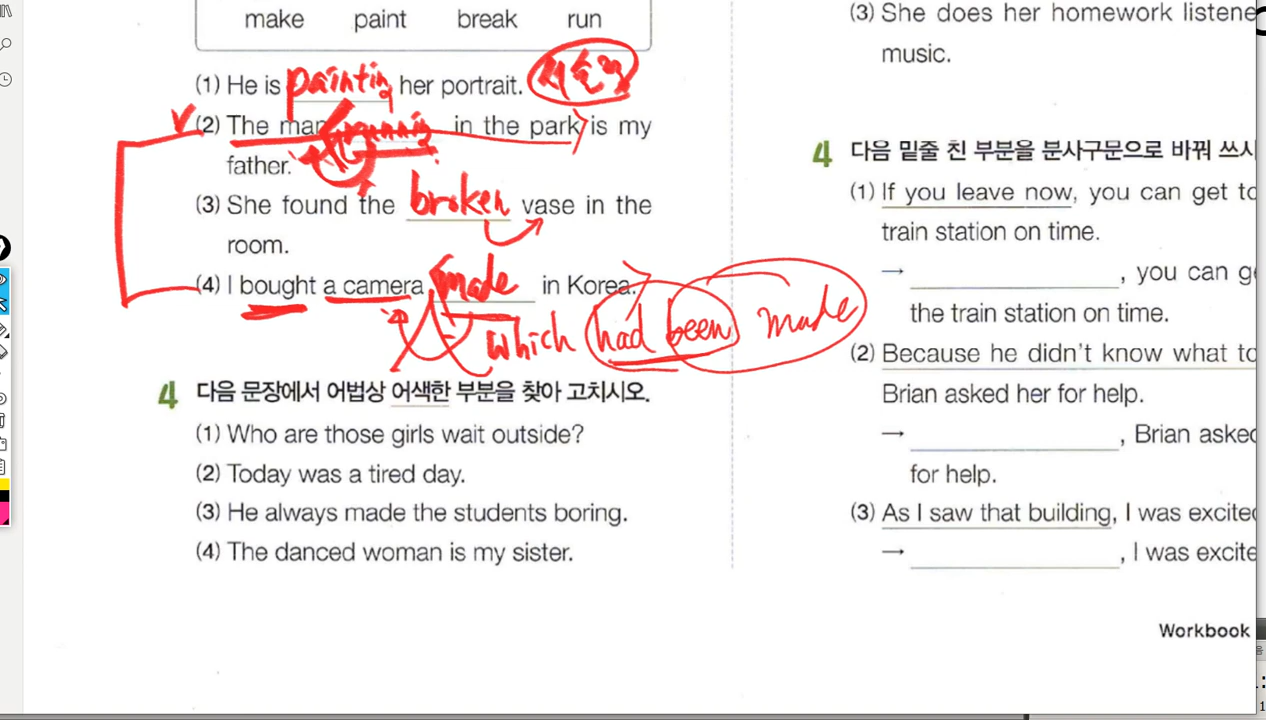 make paint break run
(1) He is painting her portrait.
(2) The man running in the park is my
father.
(3) She found the broken vase in the
room.
(4) I bought a camera made in Korea.
which had been made
4 다음 문장에서 어법상 어색한 부분을 찾아 고치시오.
(1) Who are those girls wait outside?
(2) Today was a tired day.
(3) He always made the students boring.
(4) The danced woman is my sister.
(3) She does her homework listene
music.
4 다음 밑줄 친 부분을 분사구문으로 바꿔 쓰시
(1) If you leave now, you can get to
train station on time.
→ , you can ge
the train station on time.
(2) Because he didn't know what to
Brian asked her for help.
→ , Brian asked
for help.
(3) As I saw that building, I was excited
→ , I was excite
Workbook